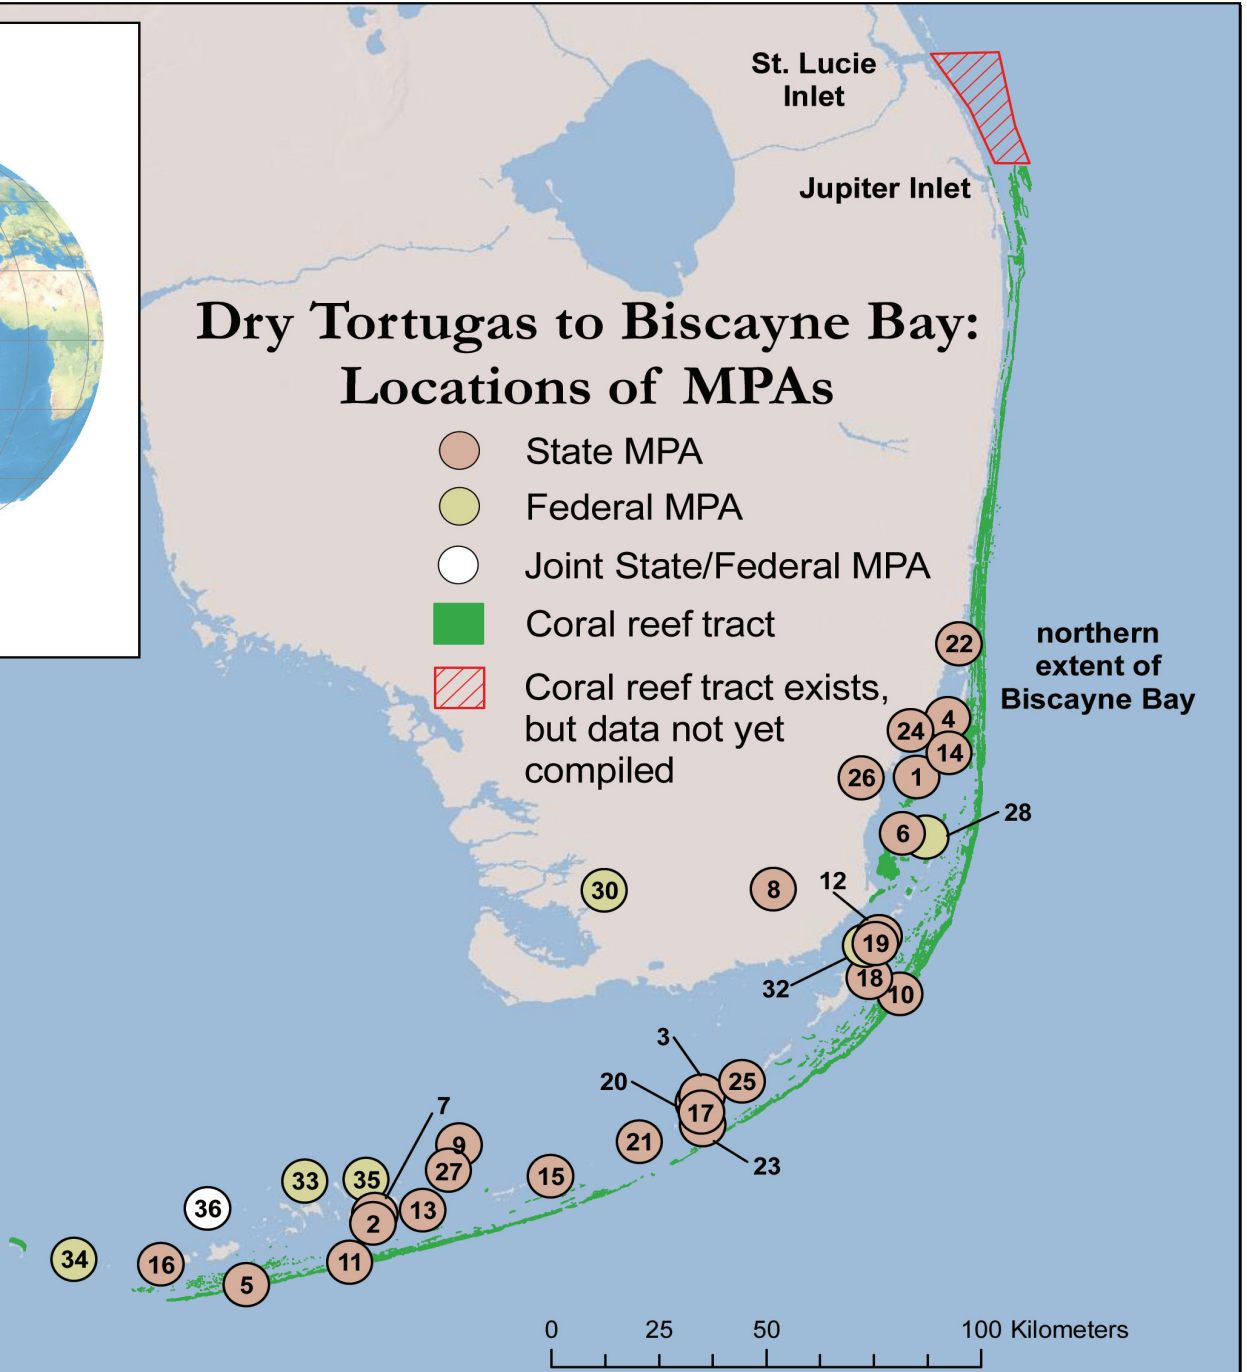 St. Lucie
Inlet
Jupiter Inlet
Dry Tortugas to Biscayne Bay:
Locations of MPAs
State MPA
Federal MPA
Joint State/Federal MPA
Coral reef tract
Coral reef tract exists,
but data not yet
compiled
northern
extent of
Biscayne Bay
22
4
24
14
26
1
28
6
12
30
8
19
32
18
10
3
25
20
17
7
21
23
9
27
15
33
35
36
13
2
34
16
11
5
0 25 50 100 Kilometers